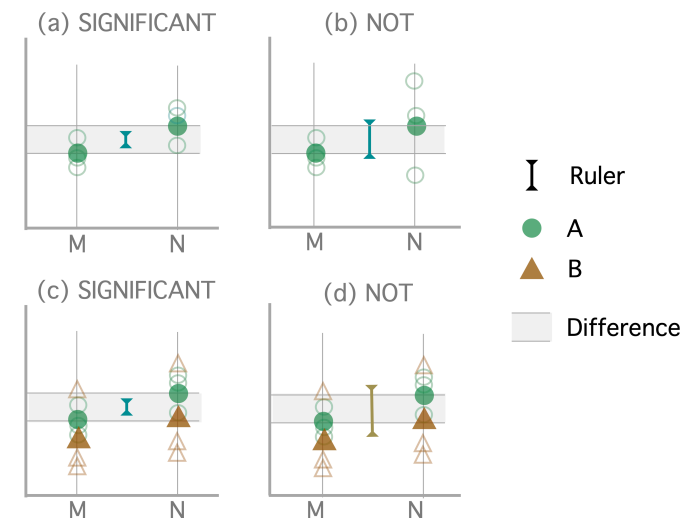 (a) SIGNIFICANT
(b) NOT
M N
M N
Ruler
A
B
Difference
(c) SIGNIFICANT
(d) NOT
M N
M N